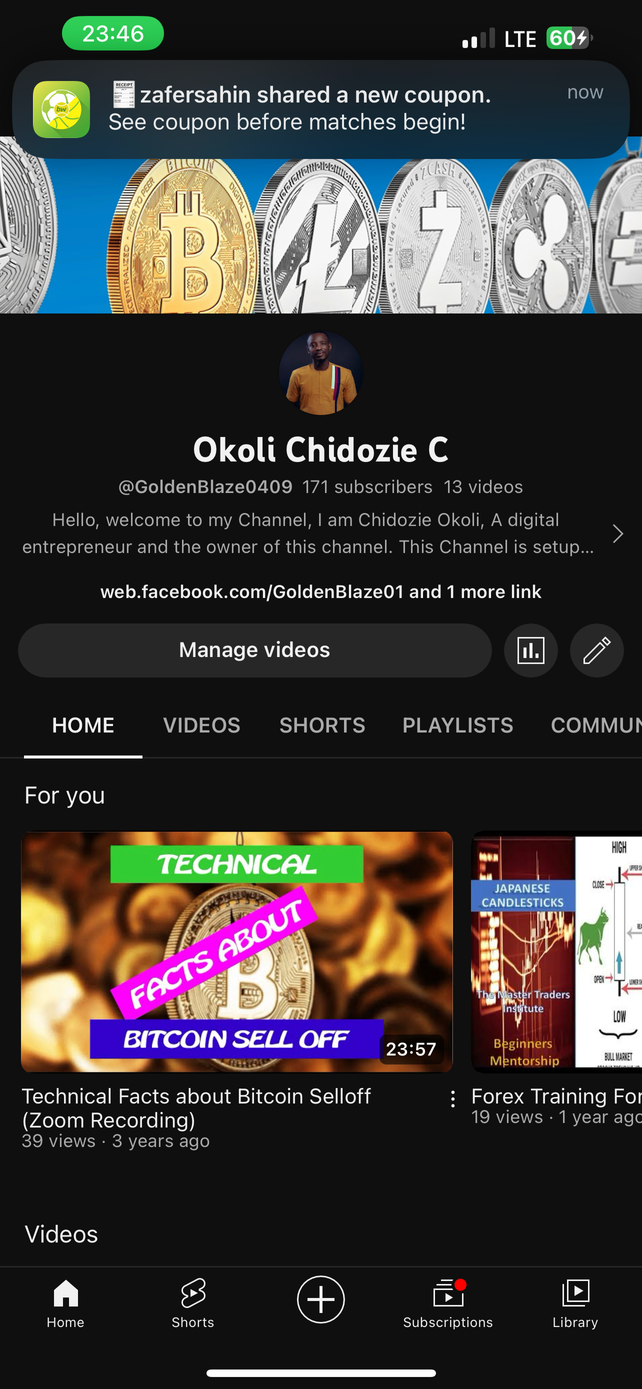 23:46
LTE
60
zafersahin shared a new coupon.
now
See coupon before matches begin!
RECEIPT
bw
BITCOIN
ZCASH
Okoli Chidozie C
@GoldenBlaze0409 171 subscribers 13 videos
Hello, welcome to my Channel, I am Chidozie Okoli, A digital
entrepreneur and the owner of this channel. This Channel is setup...
web.facebook.com/GoldenBlaze01 and 1 more link
Manage videos
HOME VIDEOS SHORTS PLAYLISTS COMMUN
For you
TECHNICAL
FACTS ABOUT
BITCOIN SELL OFF
23:57
JAPANESE
CANDLESTICKS
The Master Traders
Institute
Beginners
Mentorship
HIGH
CLOSE
OPEN
LOW
BULL MARKET
Technical Facts about Bitcoin Selloff
(Zoom Recording)
39 views · 3 years ago
Forex Training For
19 views · 1 year ago
Videos
Home
Shorts
Subscriptions
Library